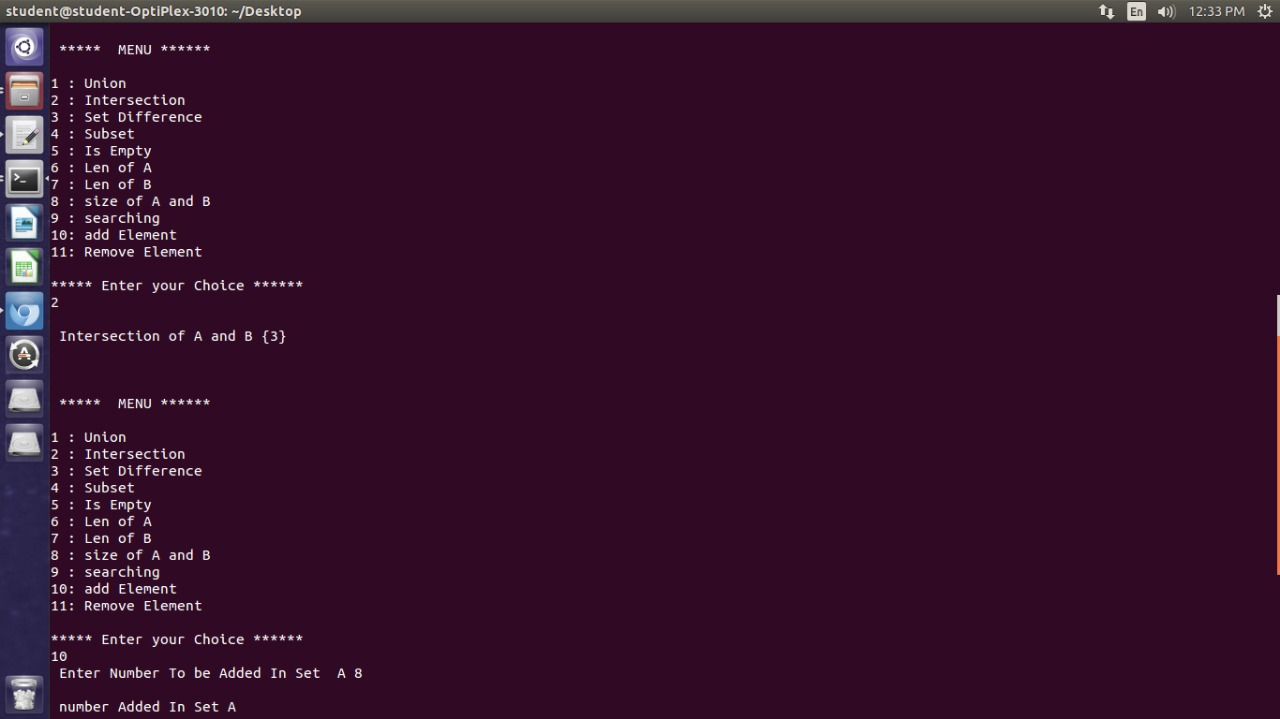 student@student-OptiPlex-3010: ~/Desktop En 12:33 PM
***** MENU ******
1 : Union
2 : Intersection
3 : Set Difference
4 : Subset
5 : Is Empty
6 : Len of A
7 : Len of B
8 : size of A and B
9 : searching
10: add Element
11: Remove Element
***** Enter your Choice ******
2
Intersection of A and B {3}
***** MENU ******
1 : Union
2 : Intersection
3 : Set Difference
4 : Subset
5 : Is Empty
6 : Len of A
7 : Len of B
8 : size of A and B
9 : searching
10: add Element
11: Remove Element
***** Enter your Choice ******
10
Enter Number To be Added In Set  A 8
number Added In Set A